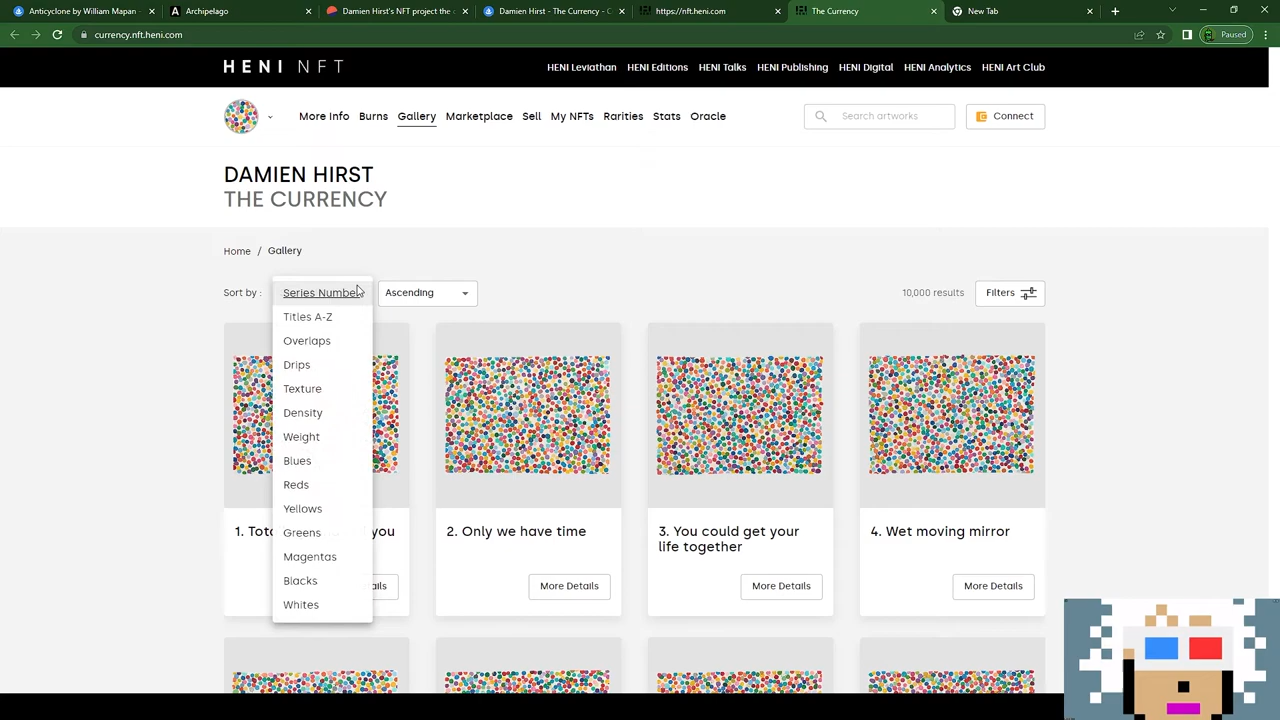 Anticyclone by William Mapan
Archipelago
Damien Hirst's NFT project the
Damien Hirst - The Currency - C
https://nft.heni.com
The Currency
New Tab
currency.nft.heni.com
Paused
HENI NFT
HENI Leviathan HENI Editions HENI Talks HENI Publishing HENI Digital HENI Analytics HENI Art Club
More Info Burns Gallery Marketplace Sell My NFTs Rarities Stats Oracle
Search artworks
Connect
DAMIEN HIRST
THE CURRENCY
Home / Gallery
Sort by :
Series Number
Ascending
10,000 results
Filters
Titles A-Z
Overlaps
Drips
Texture
Density
Weight
Blues
Reds
Yellows
Greens
Magentas
Blacks
Whites
1. you
2. Only we have time
More Details
3. You could get your
life together
More Details
4. Wet moving mirror
More Details